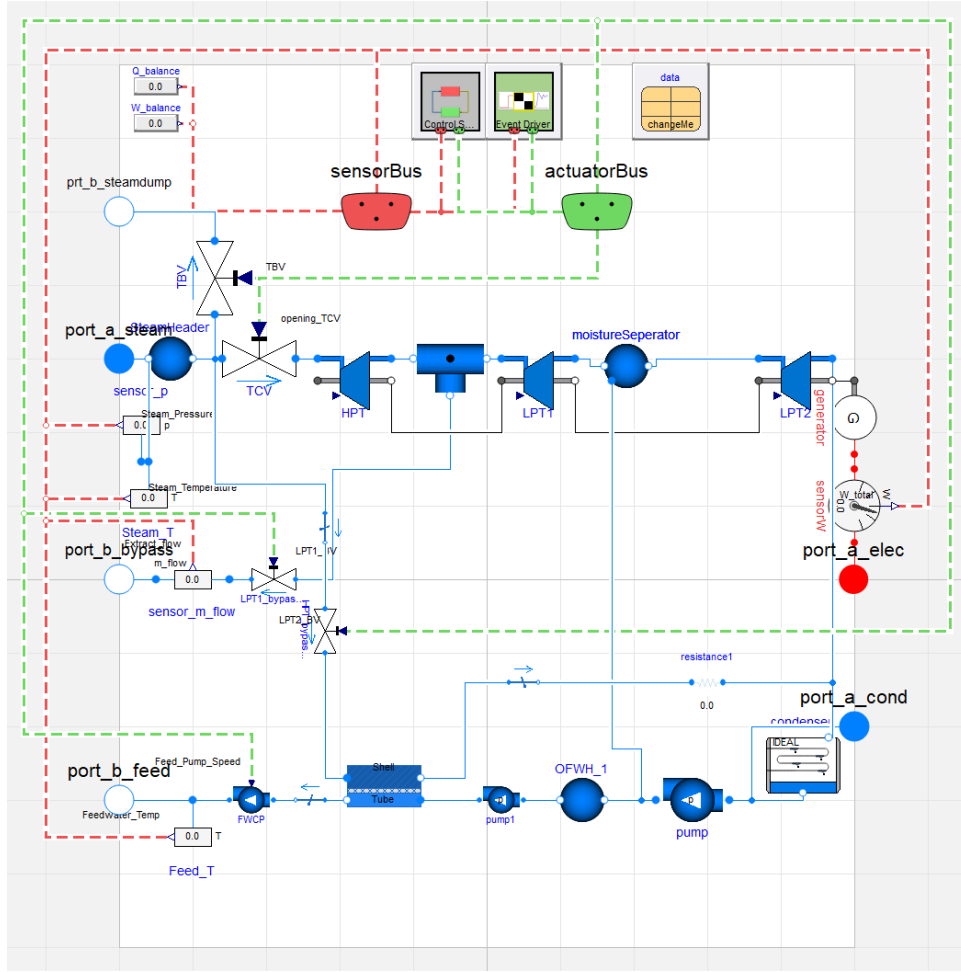 Q_balance
0.0
W_balance
0.0
Control S...
Event Driver
data
changeMe
sensorBus
actuatorBus
prt_b_steamdump
TBV
TBV
opening_TCV
port_a_steam
SteamHeader
moistureSeperator
sensor_p
TCV
HPT
LPT1
LPT2
generator
G
Steam_Pressure
p
Steam_Temperature
0.0
T
Steam_T
sensorW
W_total
0.0
W
port_b_bypass
Extract_flow
m_flow
0.0
sensor_m_flow
LPT1_bypas...
LPT2_BV
port_a_elec
resistance1
0.0
port_a_cond
IDEAL
port_b_feed
Feed_Pump_Speed
Shell
Tube
OFWH_1
p
p
Feedwater_Temp
FWCP
pump1
pump
0.0
T
Feed_T